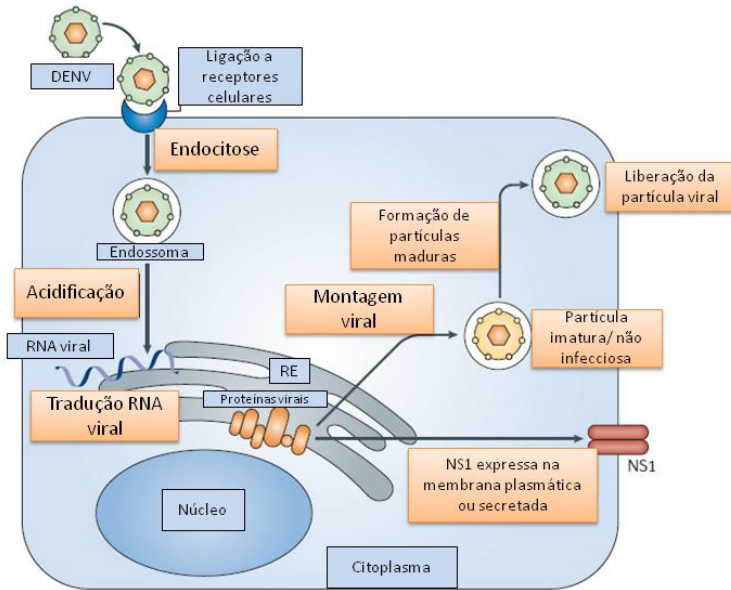 DENV
Ligação a
receptores
celulares
Endocitose
Endossoma
Acidificação
RNA viral
Tradução RNA
viral
RE
Proteínas virais
Montagem
viral
Formação de
partículas
maduras
Liberação da
partícula viral
Partícula
imatura/ não
infecciosa
NS1
NS1 expressa na
membrana plasmática
ou secretada
Núcleo
Citoplasma